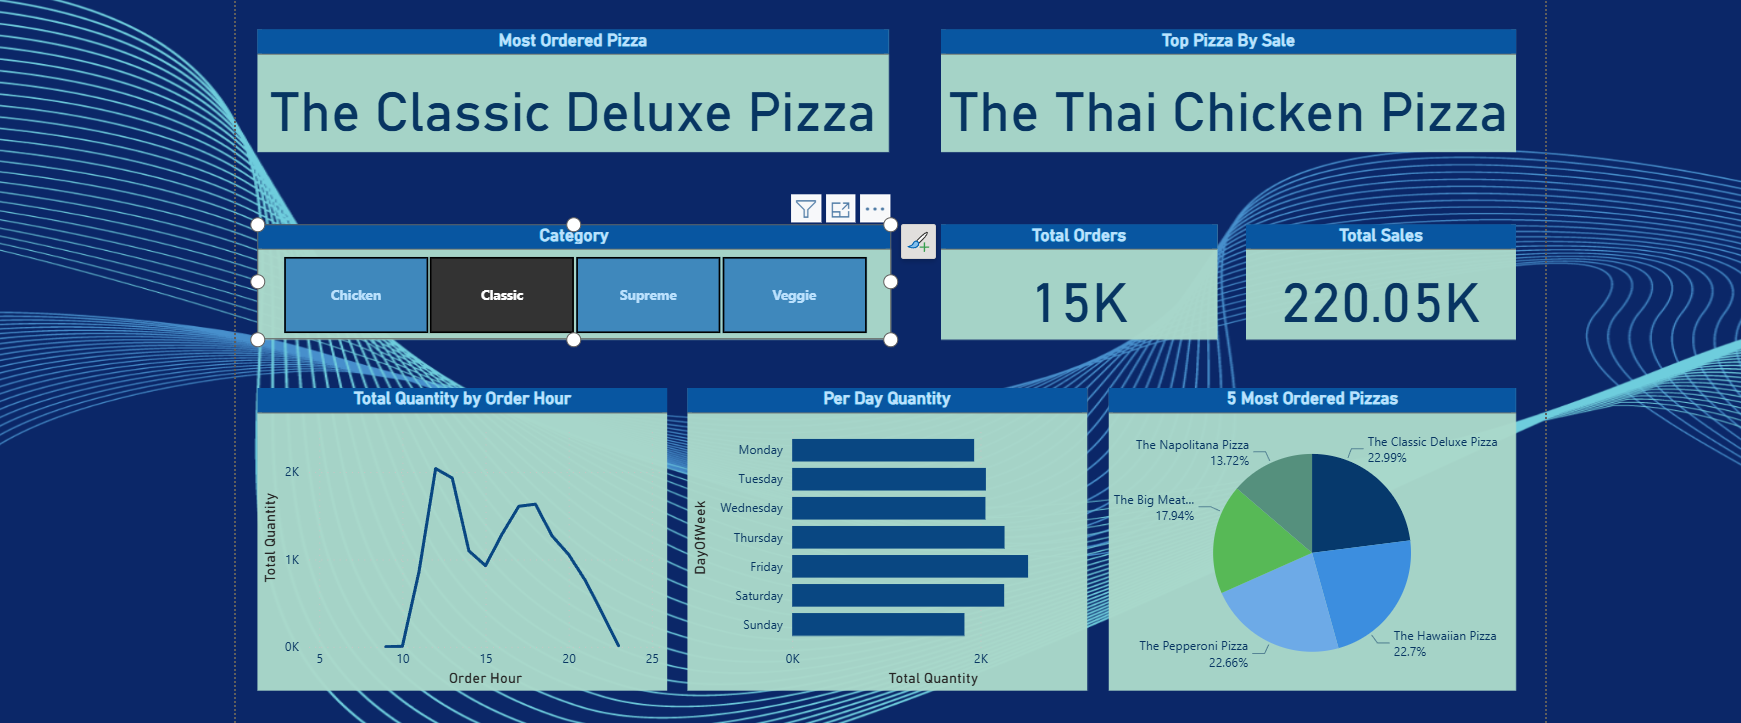 Most Ordered Pizza
The Classic Deluxe Pizza
Top Pizza By Sale
The Thai Chicken Pizza
Category
Chicken
Classic
Supreme
Veggie
Total Orders
15K
Total Sales
220.05K
Total Quantity by Order Hour
Total Quantity
2K
1K
0K
5
10
15
20
25
Order Hour
Per Day Quantity
DayOfWeek
Monday
Tuesday
Wednesday
Thursday
Friday
Saturday
Sunday
0K
2K
Total Quantity
5 Most Ordered Pizzas
The Napolitana Pizza
13.72%
The Classic Deluxe Pizza
22.99%
The Big Meat...
17.94%
The Pepperoni Pizza
22.66%
The Hawaiian Pizza
22.7%